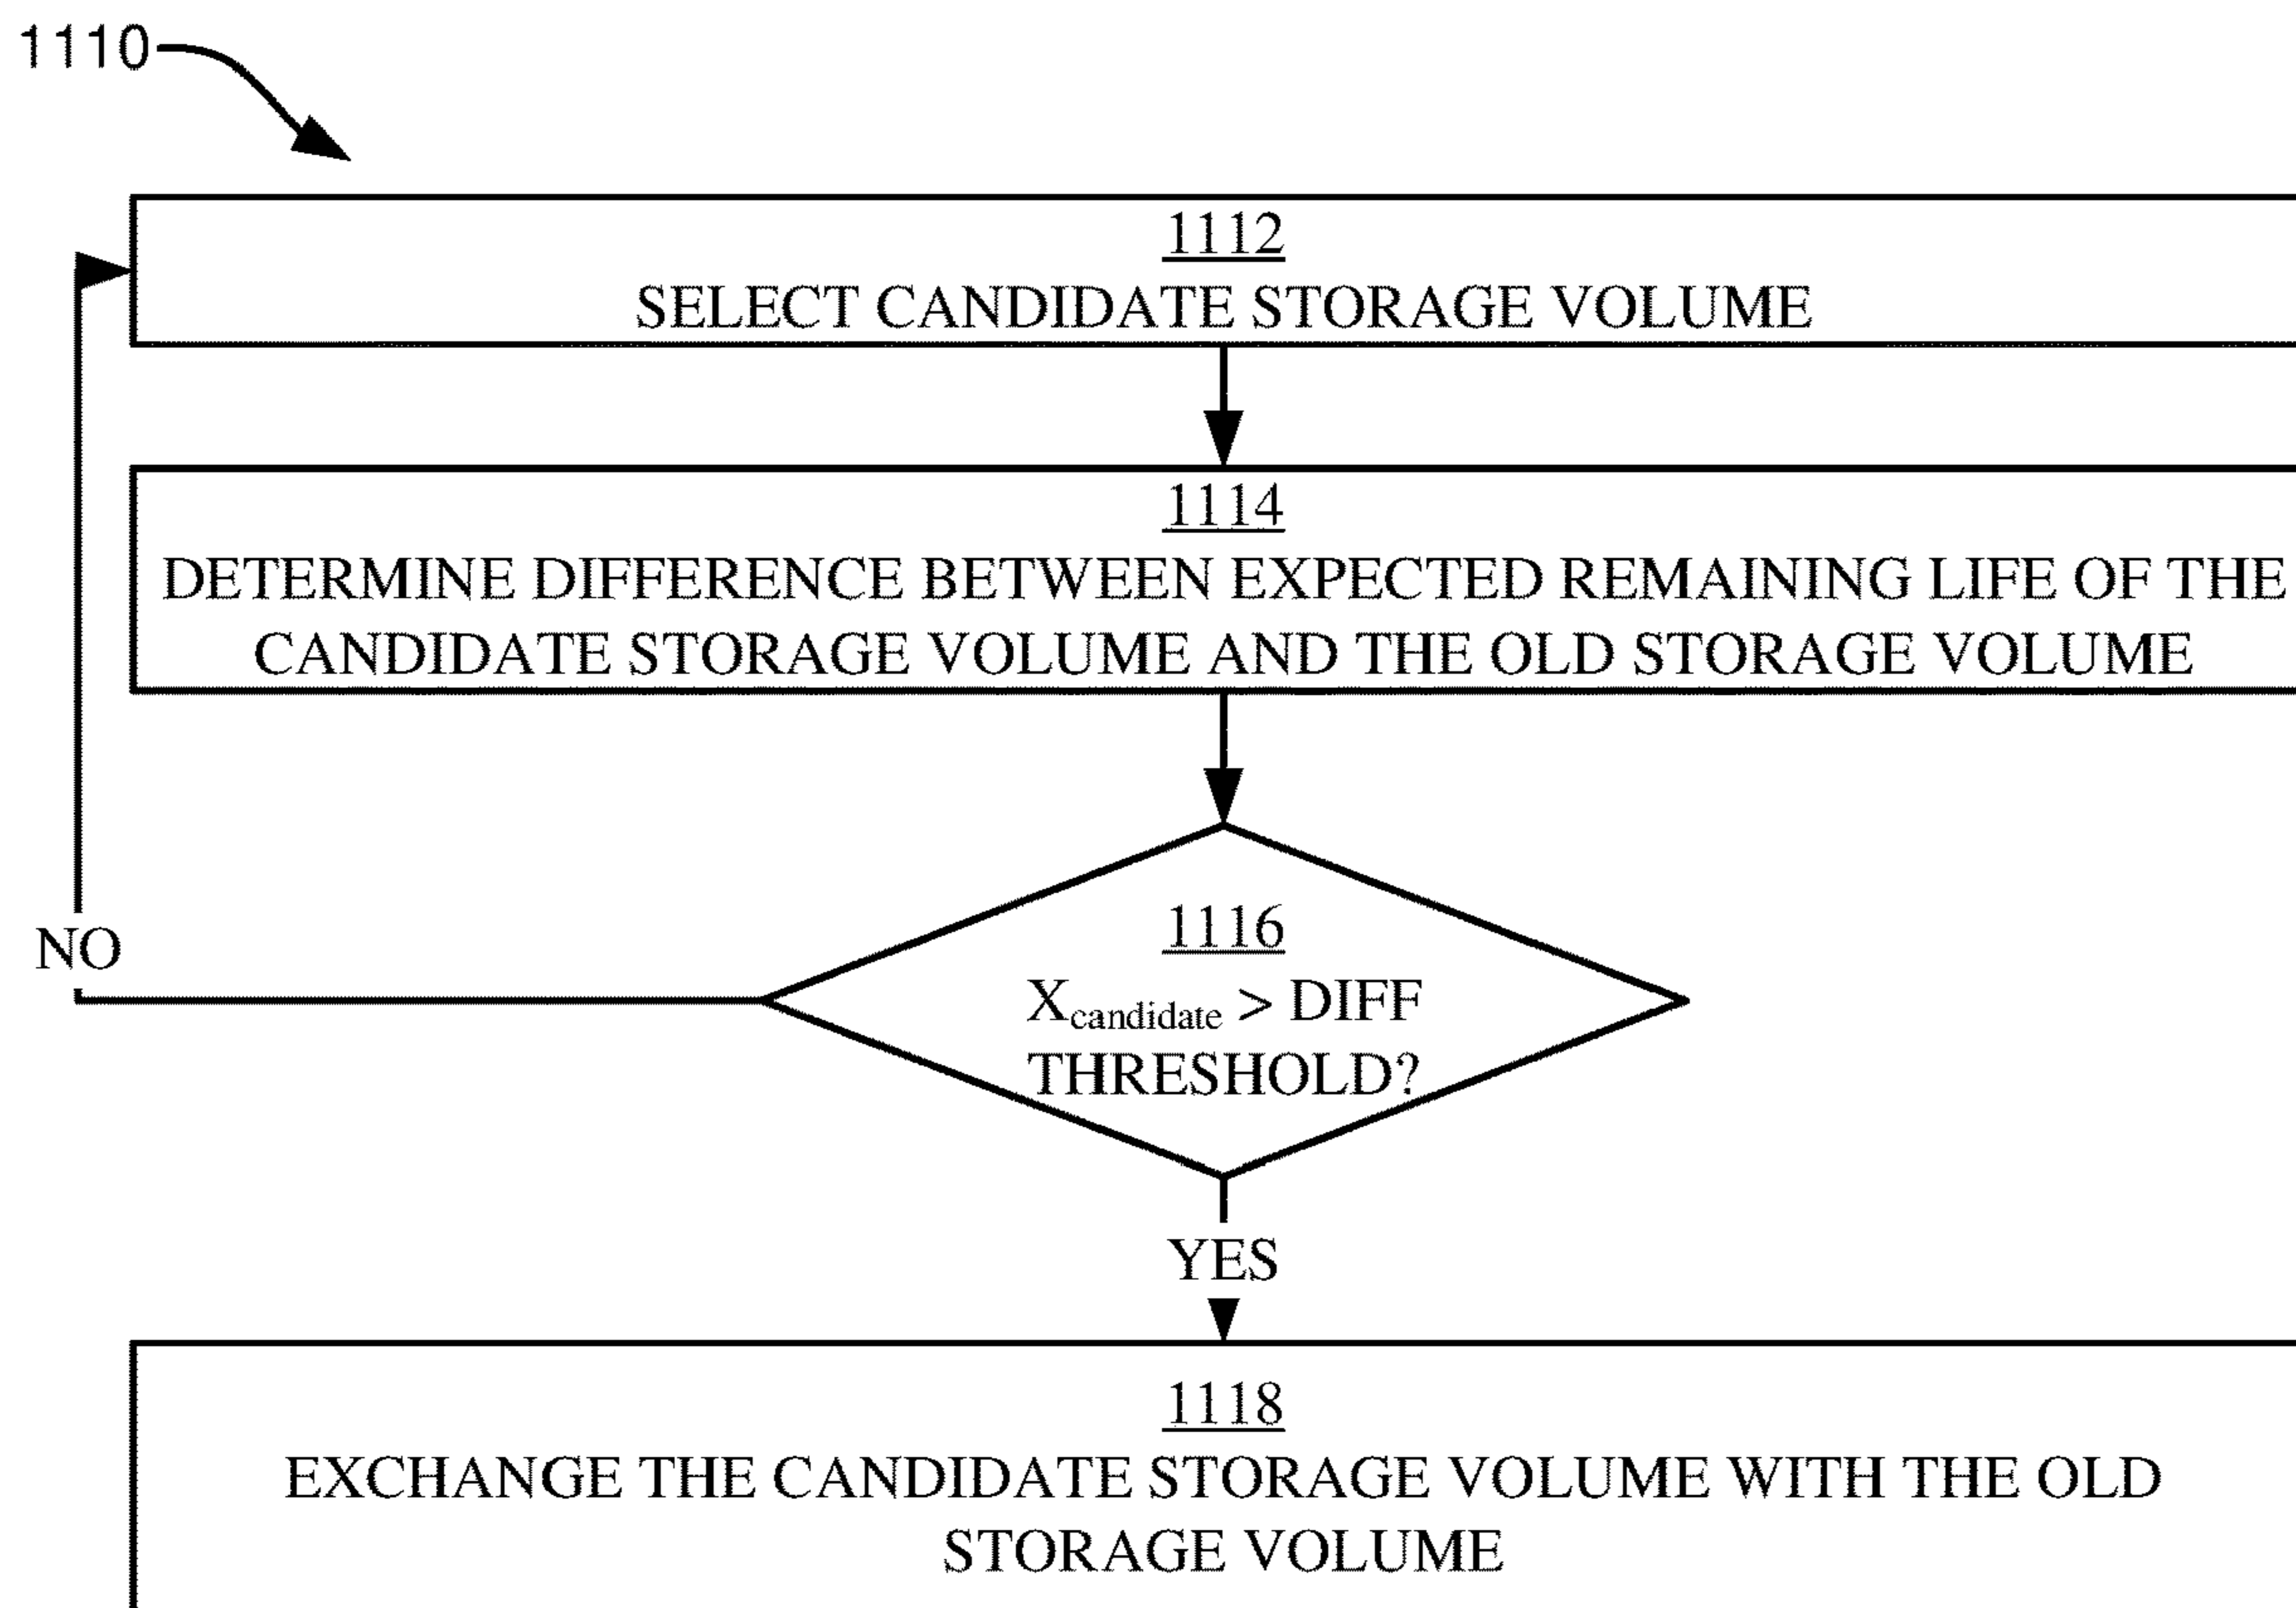 1110
1112
SELECT CANDIDATE STORAGE VOLUME
1114
DETERMINE DIFFERENCE BETWEEN EXPECTED REMAINING LIFE OF THE
CANDIDATE STORAGE VOLUME AND THE OLD STORAGE VOLUME
NO
1116
Xcandidate > DIFF
THRESHOLD?
YES
1118
EXCHANGE THE CANDIDATE STORAGE VOLUME WITH THE OLD
STORAGE VOLUME